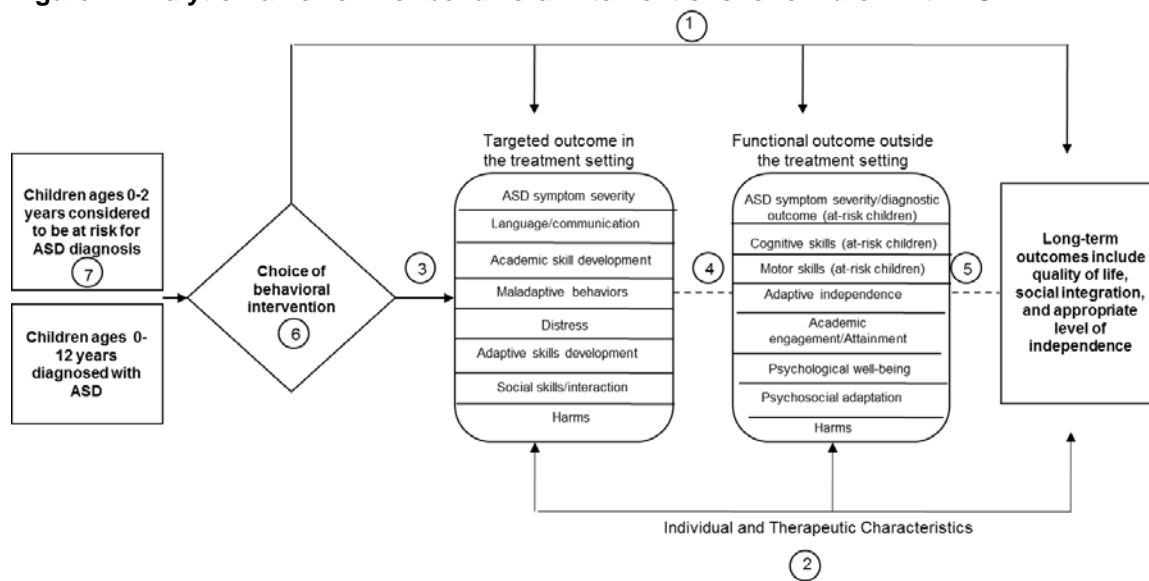 1
Targeted outcome in
the treatment setting
Functional outcome outside
the treatment setting
Children ages 0-2
years considered
to be at risk for
ASD diagnosis
7
Children ages 0-
12 years
diagnosed with
ASD
Choice of
behavioral
intervention
6
3
ASD symptom severity
Language/communication
Academic skill development
Maladaptive behaviors
Distress
Adaptive skills development
Social skills/interaction
Harms
4
ASD symptom severity/diagnostic
outcome (at-risk children)
Cognitive skills (at-risk children)
Motor skills (at-risk children)
Adaptive independence
Academic
engagement/Attainment
Psychological well-being
Psychosocial adaptation
Harms
5
Long-term
outcomes include
quality of life,
social integration,
and appropriate
level of
independence
Individual and Therapeutic Characteristics
2